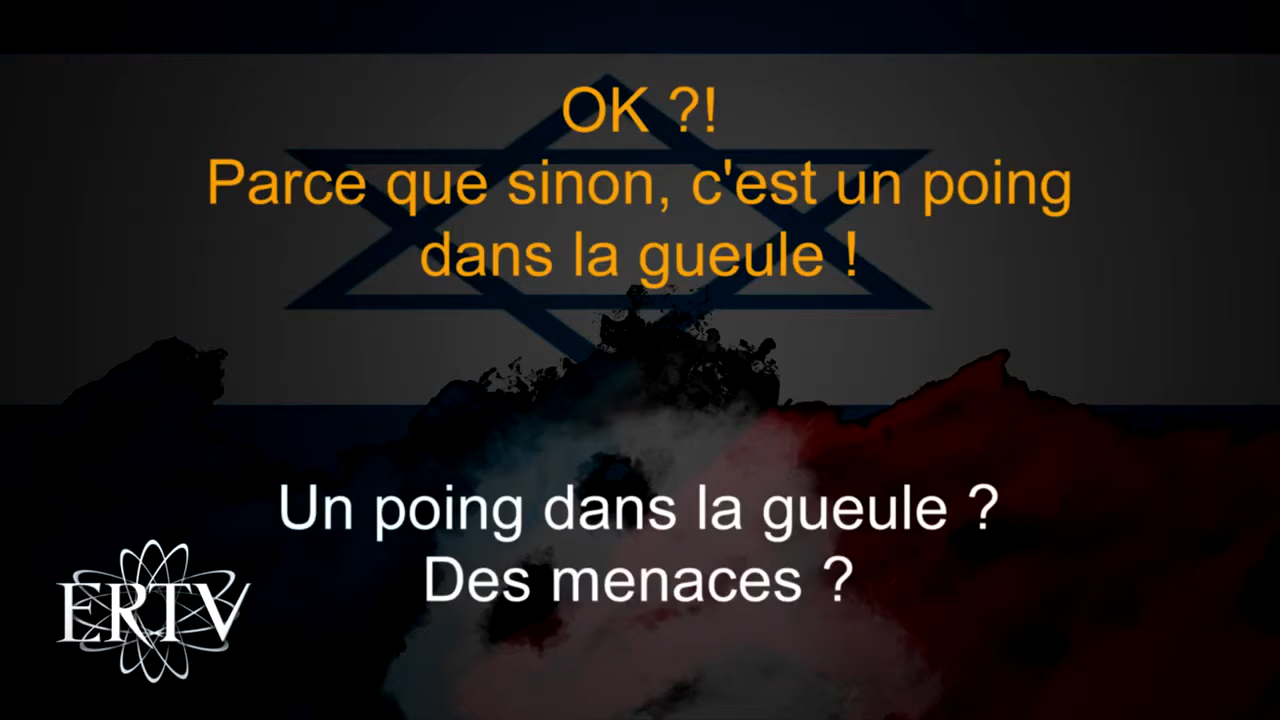 OK ?!
Parce que sinon, c'est un poing
dans la gueule !
Un poing dans la gueule ?
Des menaces ?
ERTV